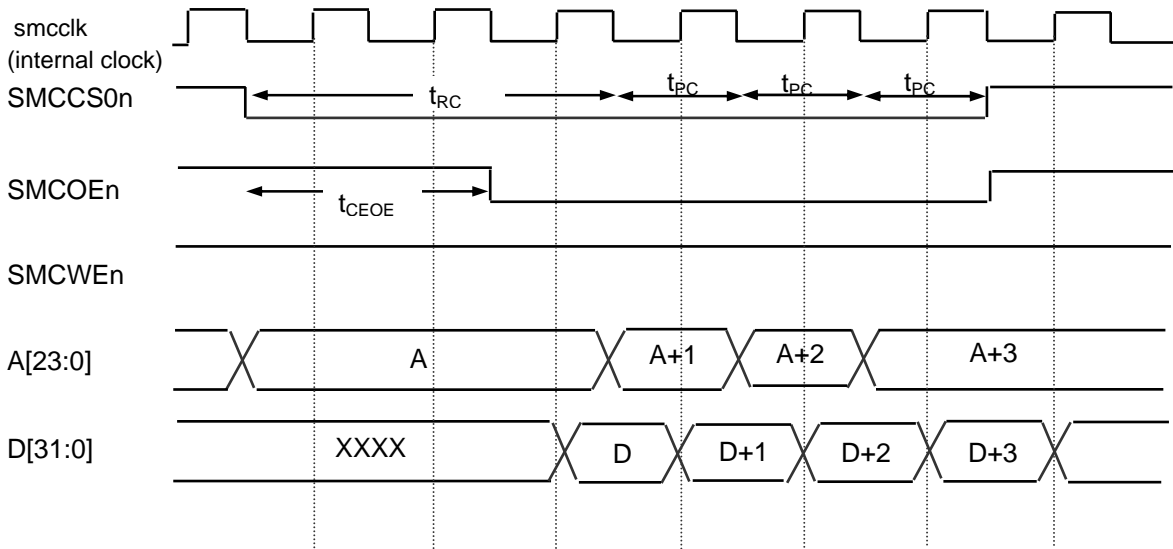 smcclk
(internal clock)
SMCCS0n
tRC
tPC
tPC
tPC
SMCOEn
tCEOE
SMCWEn
A[23:0]
A
A+1
A+2
A+3
D[31:0]
XXXX
D
D+1
D+2
D+3